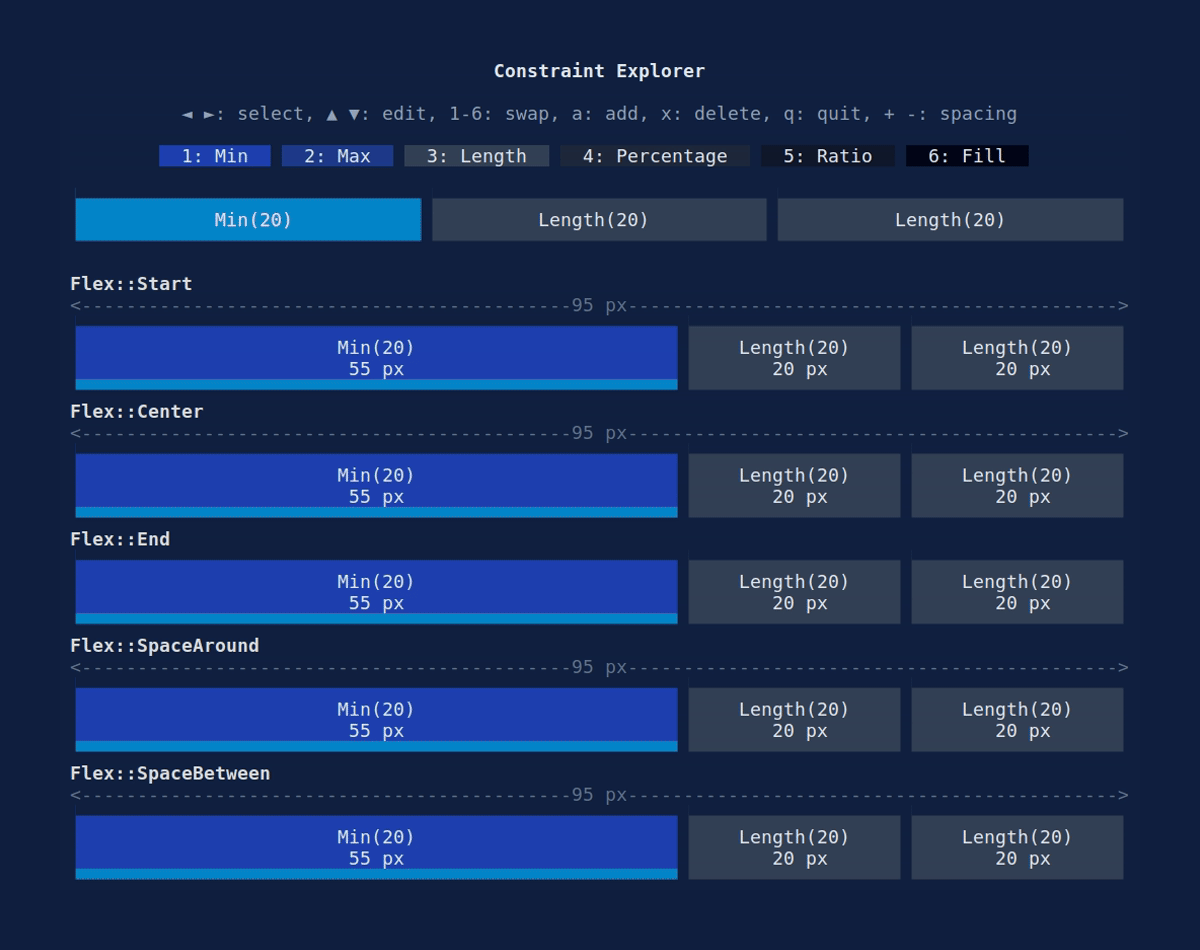 Constraint Explorer
◄ ►: select, ▲ ▼: edit, 1-6: swap, a: add, x: delete, q: quit, + -: spacing
1: Min 2: Max 3: Length 4: Percentage 5: Ratio 6: Fill
Min(20) Length(20) Length(20)
Flex::Start
<--------------------------------------------95 px-------------------------------------------->
Min(20) Length(20) Length(20)
55 px 20 px 20 px
Flex::Center
<--------------------------------------------95 px-------------------------------------------->
Min(20) Length(20) Length(20)
55 px 20 px 20 px
Flex::End
Min(20) Length(20) Length(20)
55 px 20 px 20 px
Flex::SpaceAround
<--------------------------------------------95 px-------------------------------------------->
Min(20) Length(20) Length(20)
55 px 20 px 20 px
Flex::SpaceBetween
<--------------------------------------------95 px-------------------------------------------->
Min(20) Length(20) Length(20)
55 px 20 px 20 px